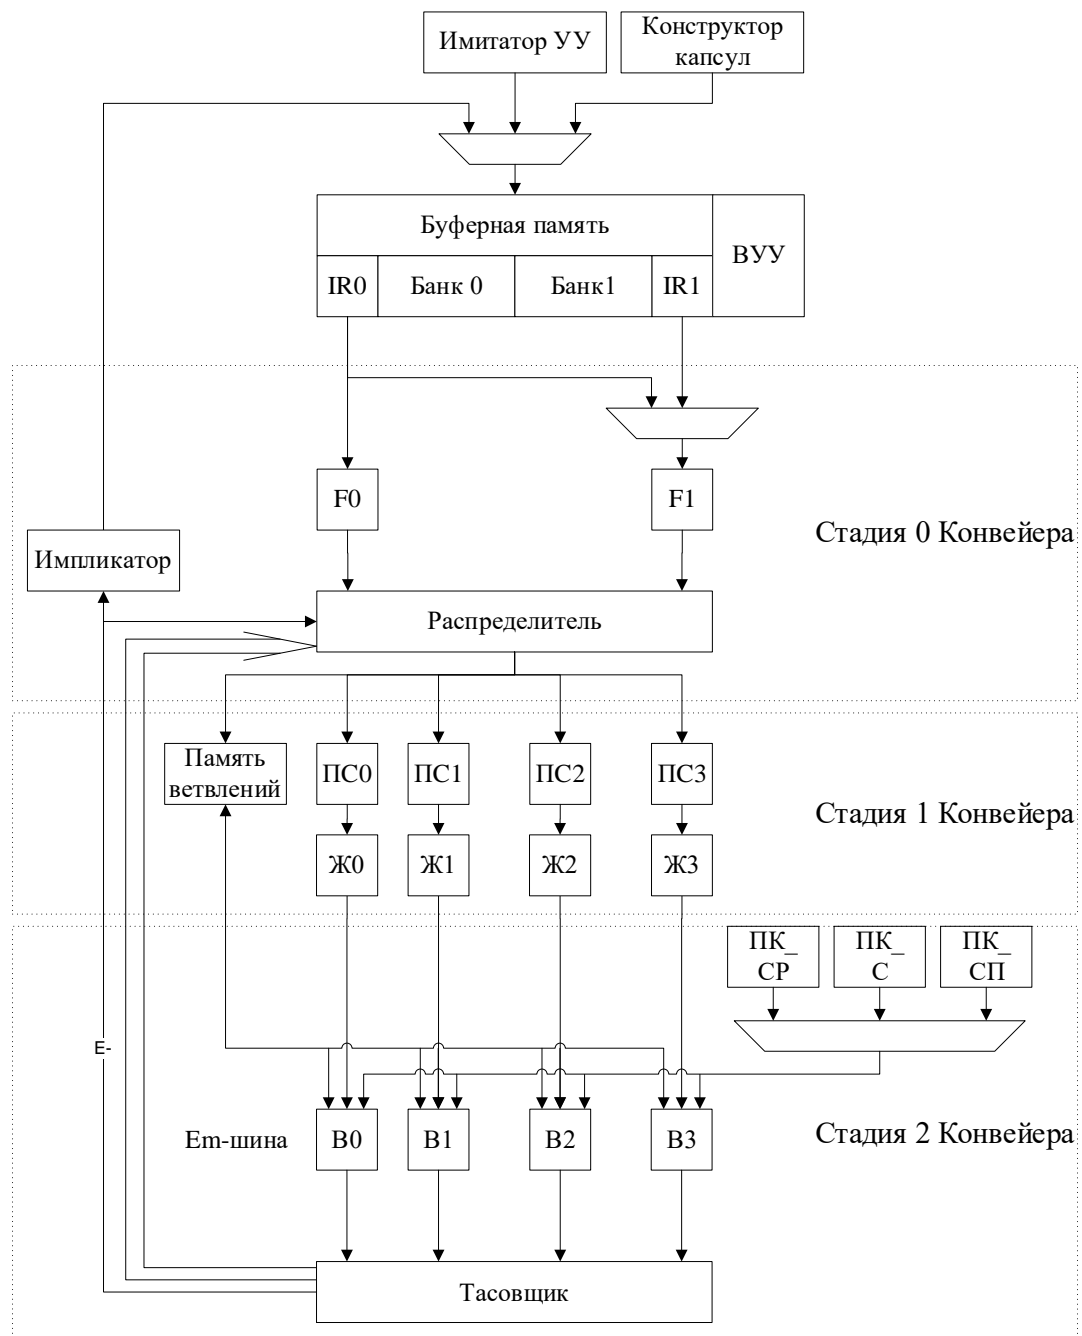 Имитатор УУ
Конструктор
капсул
Буферная память
ВУУ
IR0
Банк 0
Банк1
IR1
F0
F1
Стадия 0 Конвейера
Импликатор
Распределитель
Память
ветвлений
ПС0
ПС1
ПС2
ПС3
Стадия 1 Конвейера
Ж0
Ж1
Ж2
Ж3
ПК_
СР
ПК_
С
ПК_
СП
E-
Em-шина
В0
В1
В2
В3
Стадия 2 Конвейера
Тасовщик